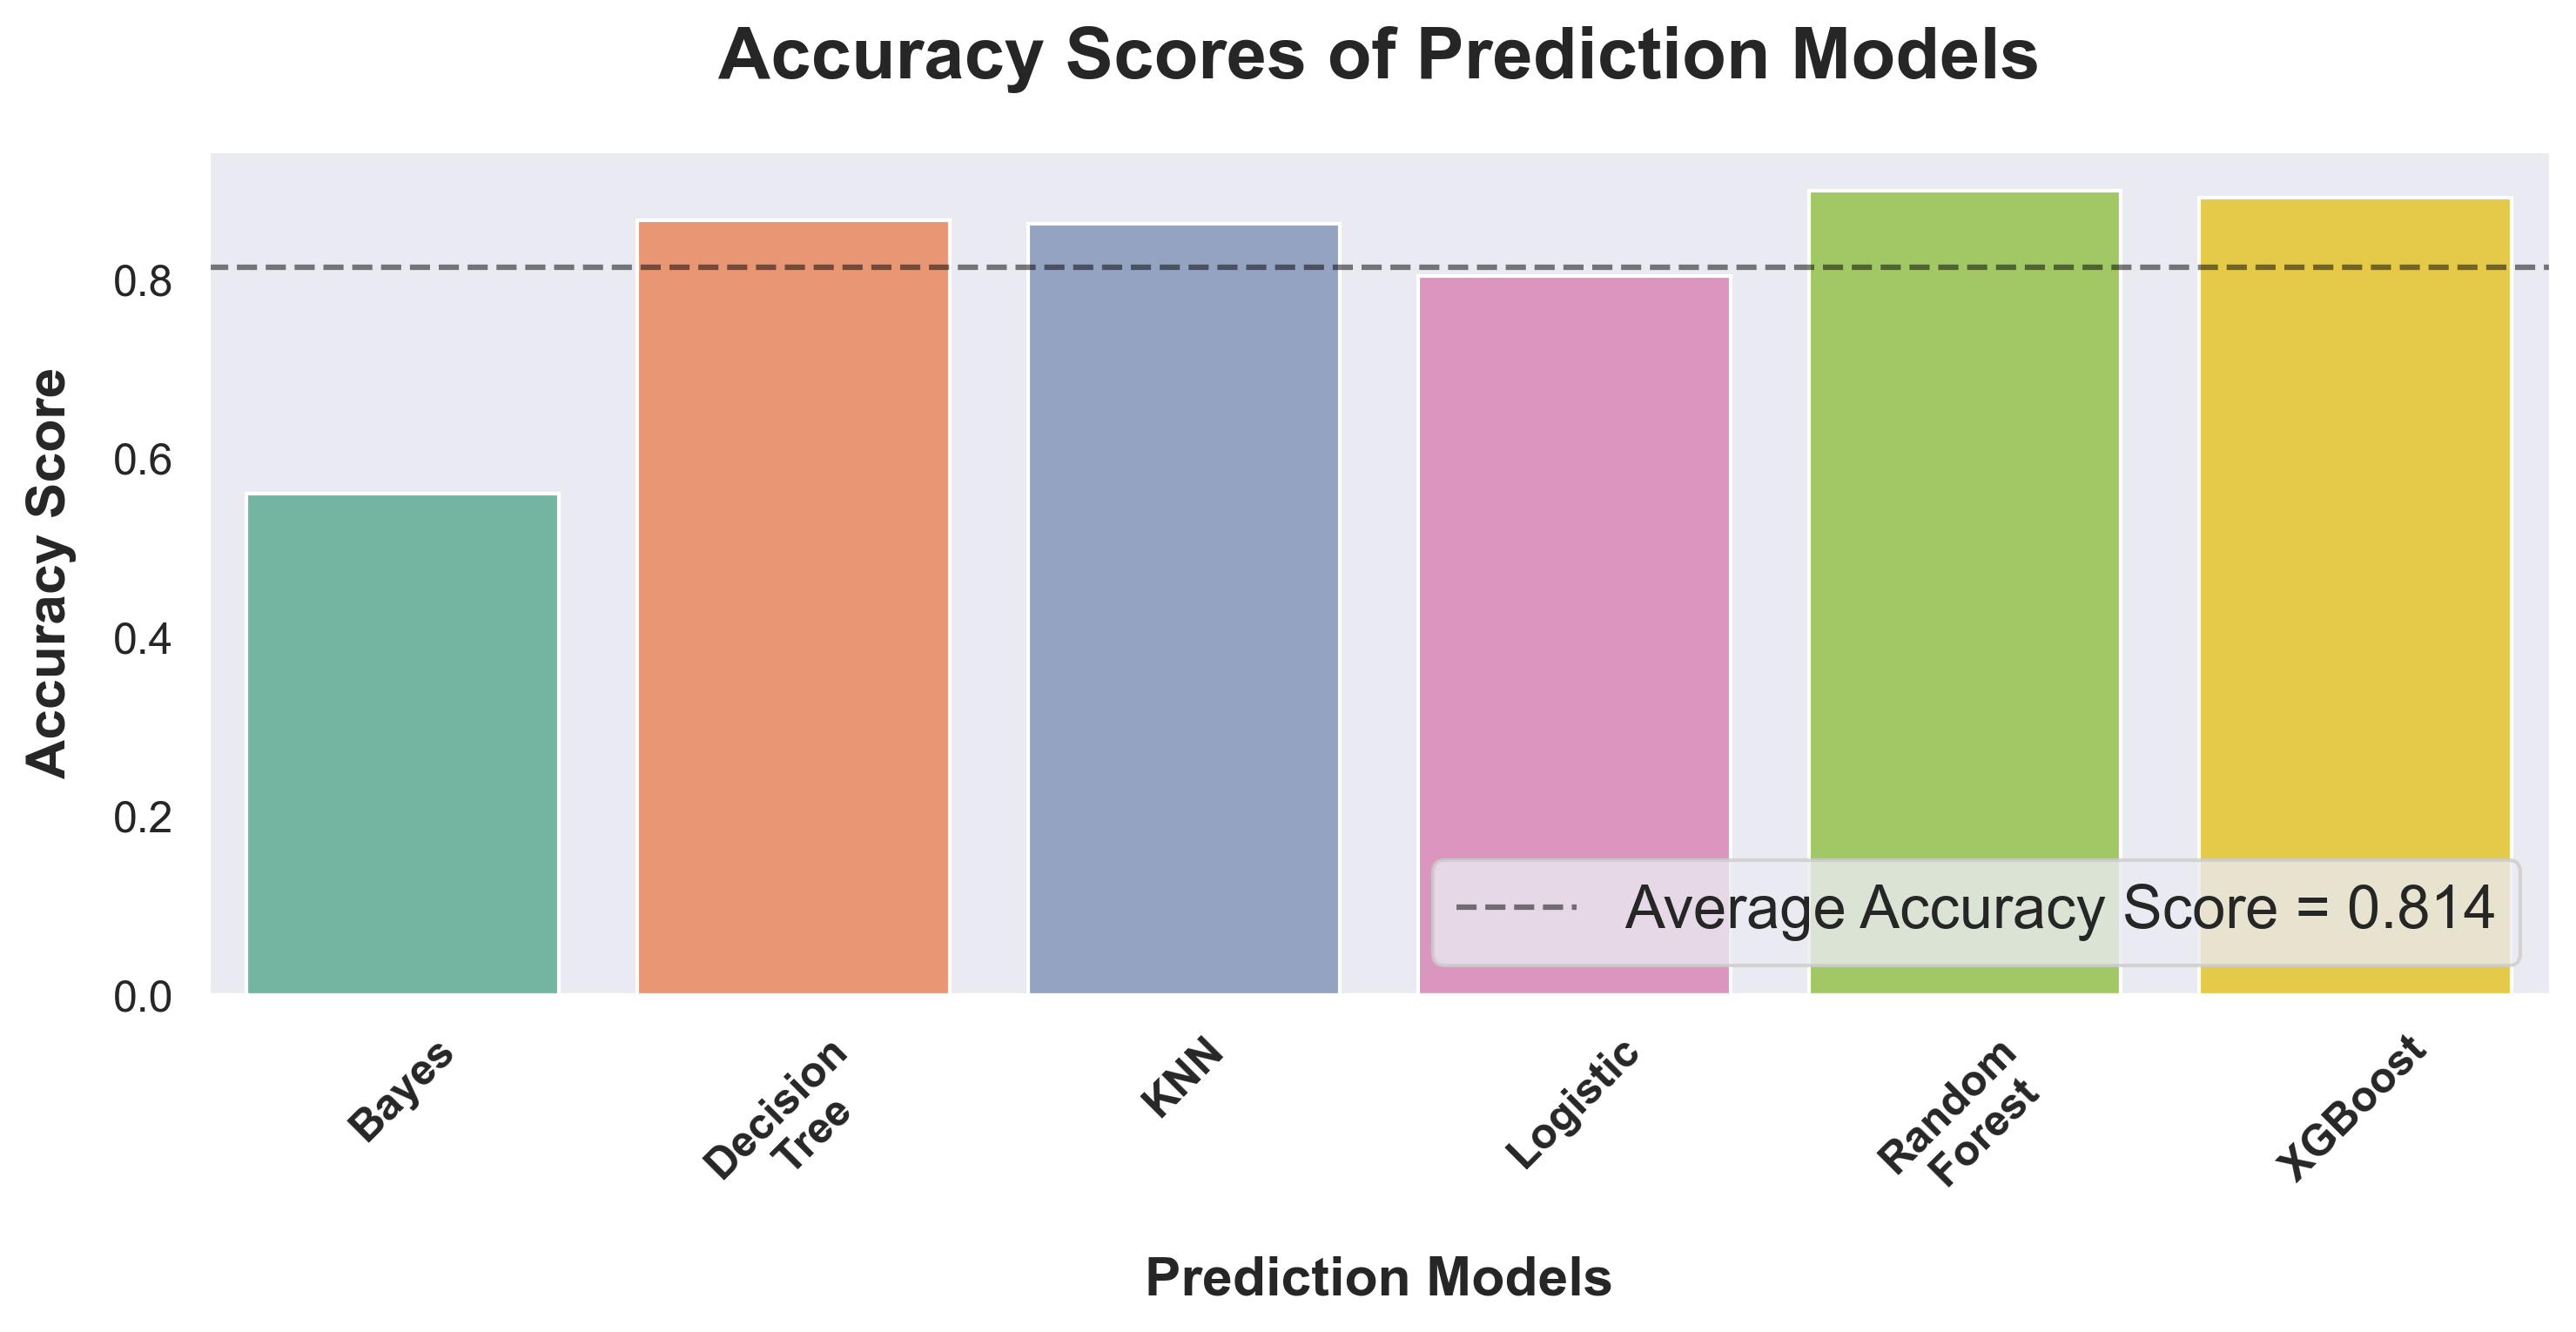 Accuracy Scores of Prediction Models
Accuracy Score
0.8
0.6
0.4
0.2
0.0
Average Accuracy Score = 0.814
Bayes
Decision
Tree
KNN
Logistic
Random
Forest
XGBoost
Prediction Models